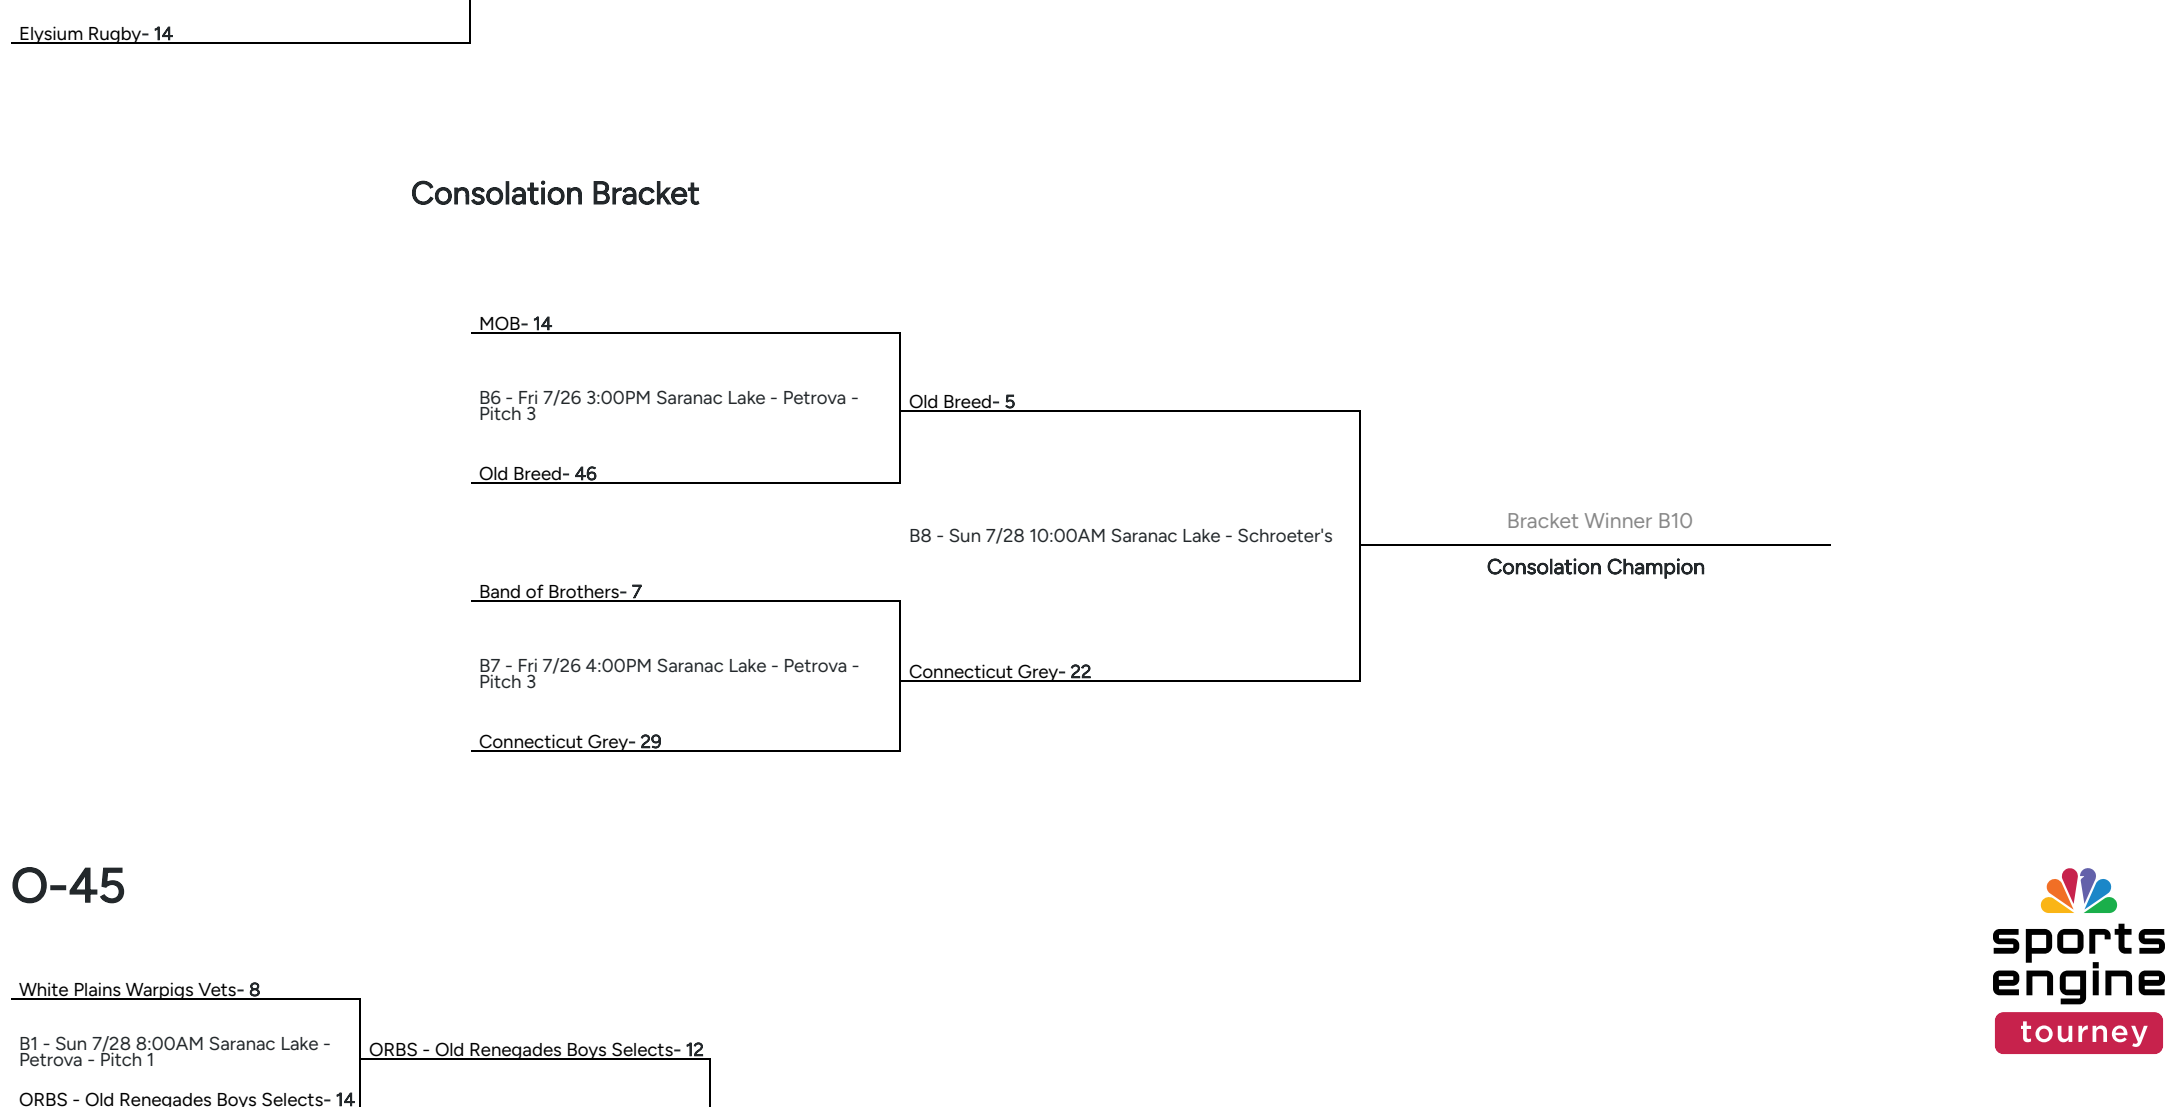 Elysium Rugby- 14
Consolation Bracket
MOB- 14
B6 - Fri 7/26 3:00PM Saranac Lake - Petrova -
Pitch 3
Old Breed- 5
Old Breed- 46
Bracket Winner B10
B8 - Sun 7/28 10:00AM Saranac Lake - Schroeter's
Consolation Champion
Band of Brothers- 7
B7 - Fri 7/26 4:00PM Saranac Lake - Petrova -
Pitch 3
Connecticut Grey- 22
Connecticut Grey- 29
O-45
sports
engine
tourney
White Plains Warpigs Vets- 8
B1 - Sun 7/28 8:00AM Saranac Lake -
Petrova - Pitch 1
ORBS - Old Renegades Boys Selects- 12
ORBS - Old Renegades Boys Selects- 14